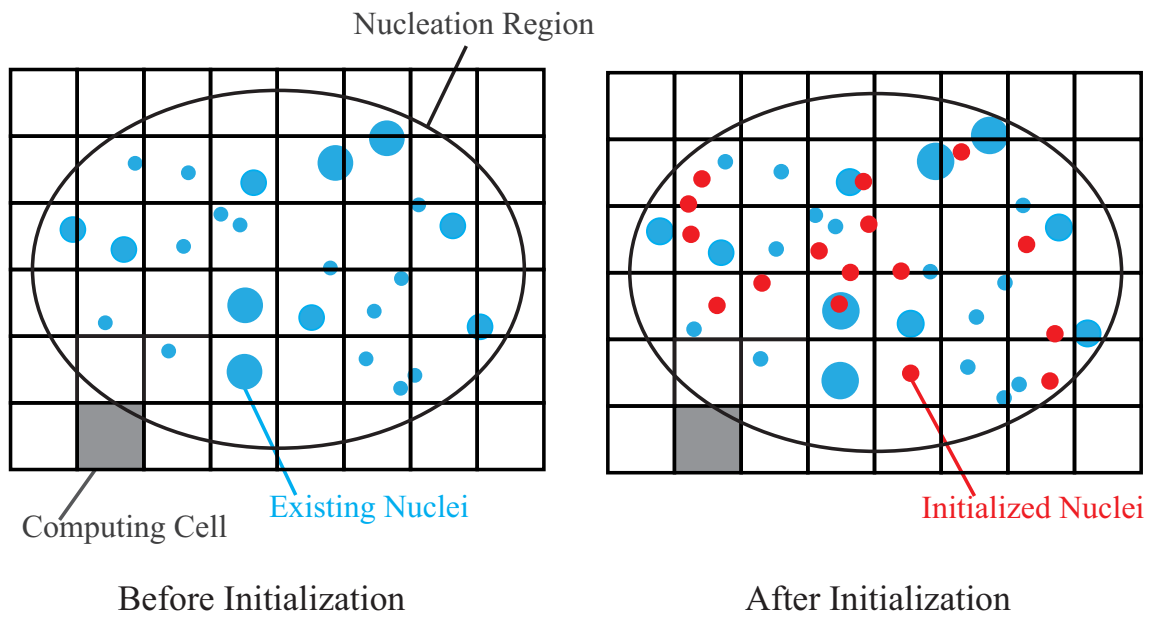 Nucleation Region
Existing Nuclei
Computing Cell
Initialized Nuclei
Before Initialization
After Initialization